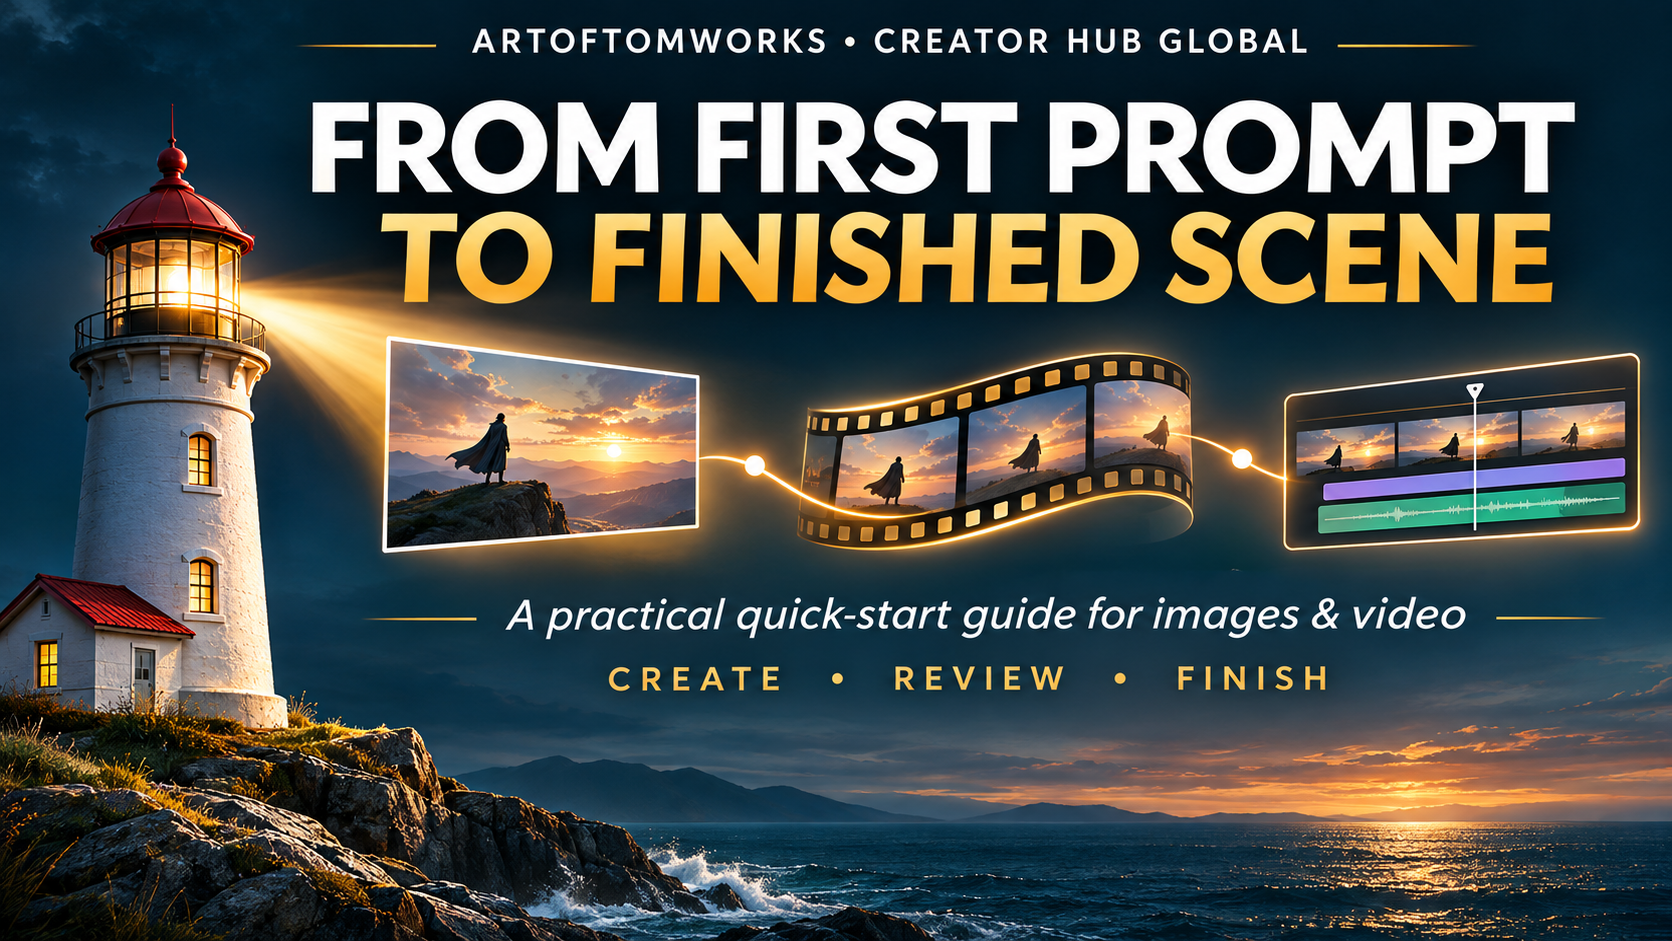 ARTOFTOMWORKS • CREATOR HUB GLOBAL
FROM FIRST PROMPT
TO FINISHED SCENE
A practical quick-start guide for images & video
CREATE • REVIEW • FINISH